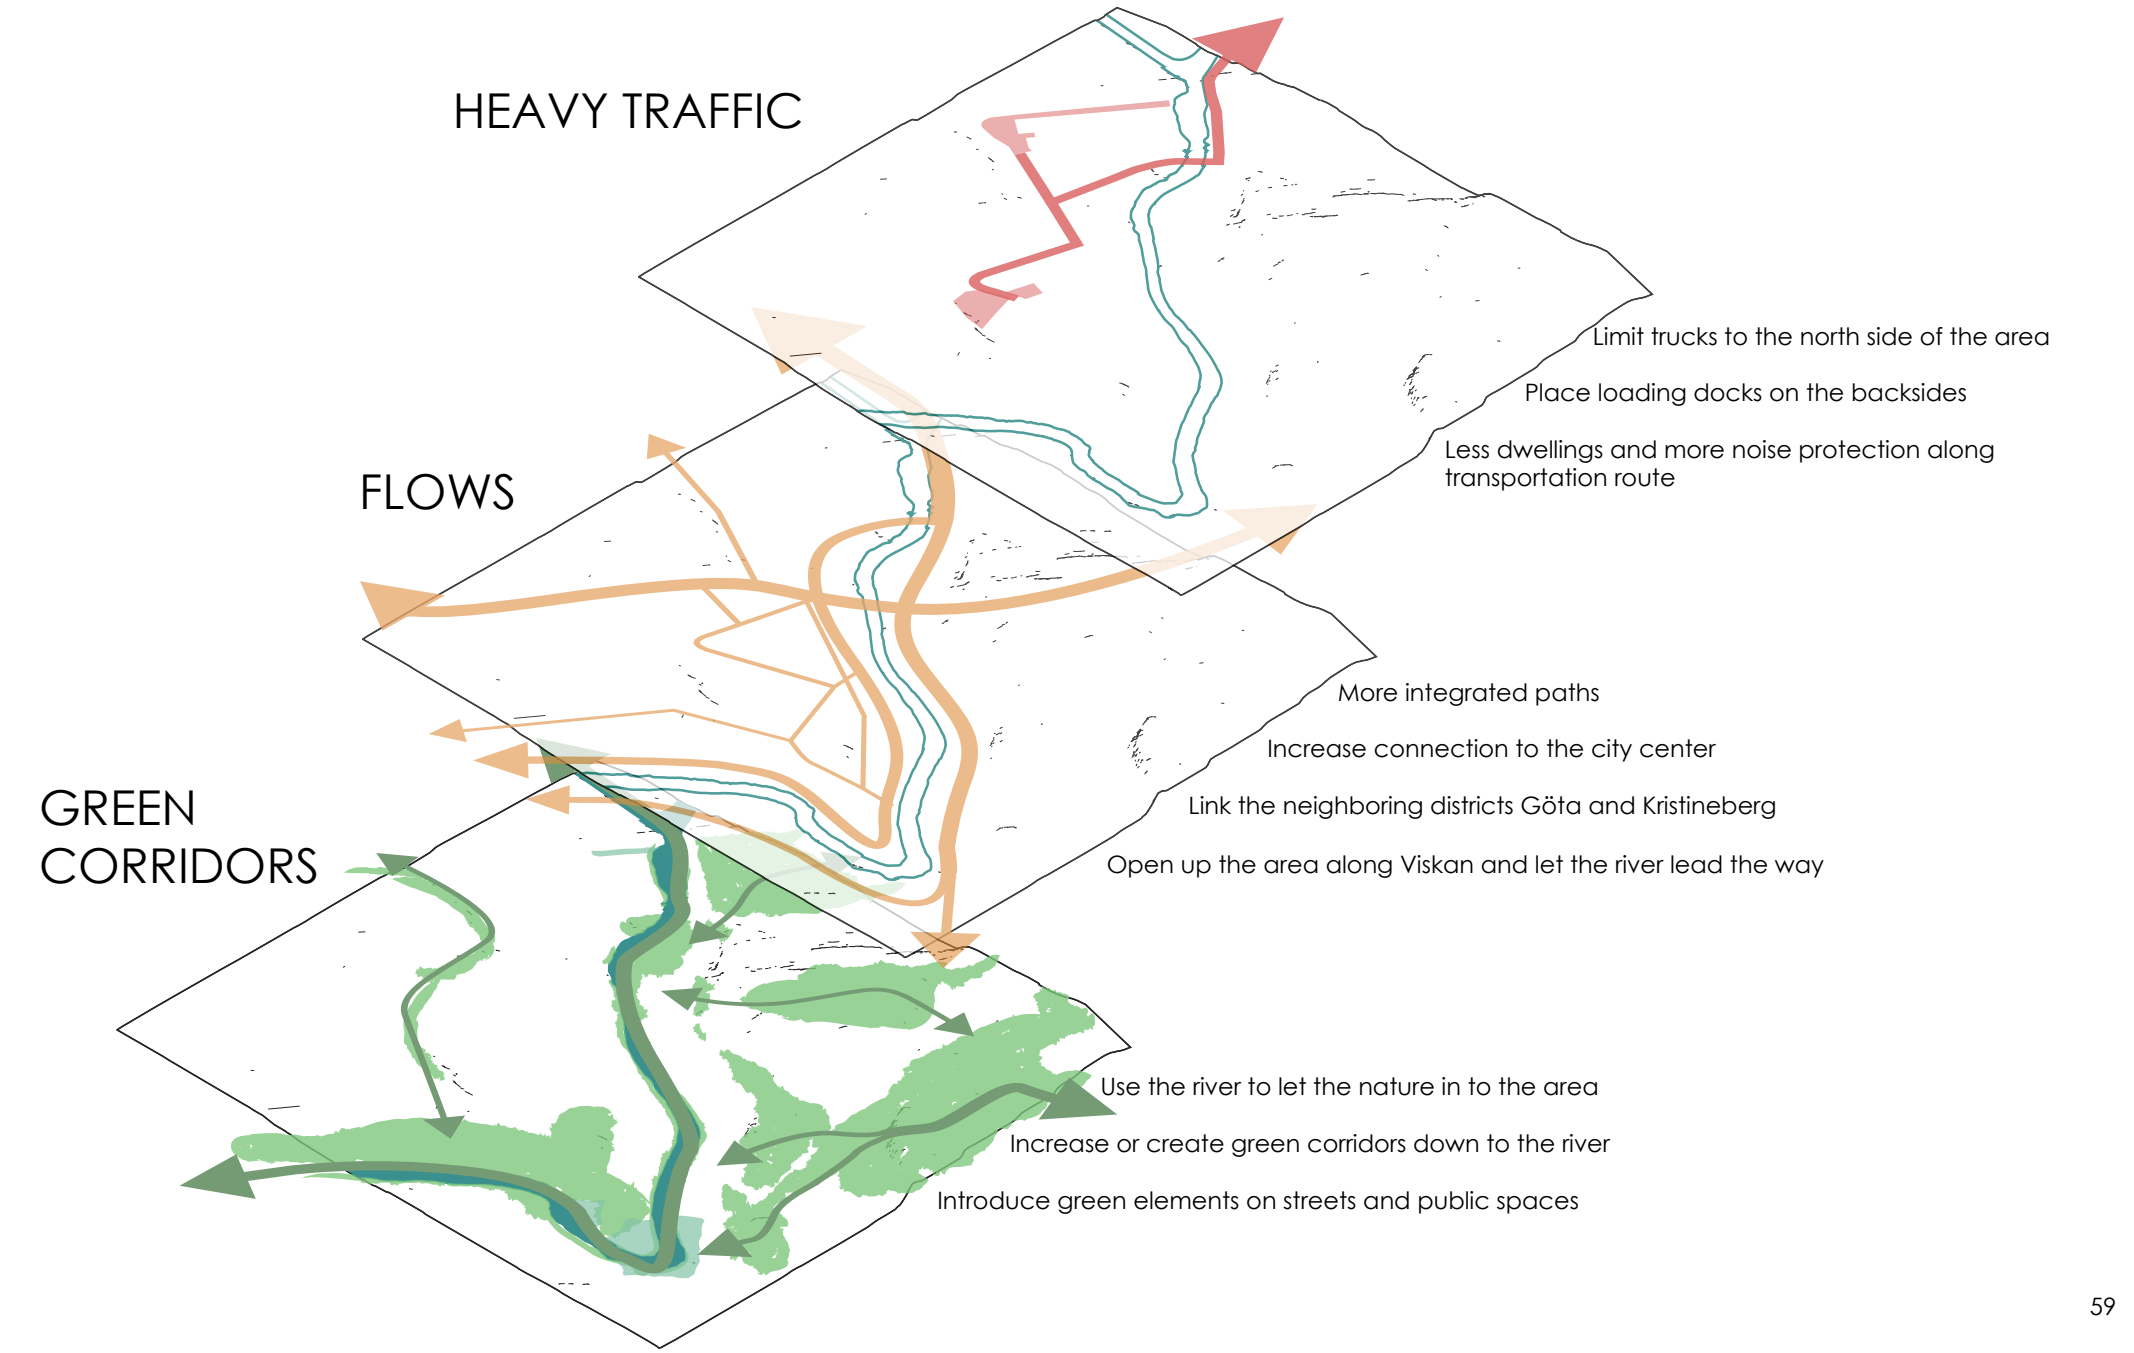 HEAVY TRAFFIC
Limit trucks to the north side of the area
Place loading docks on the backsides
Less dwellings and more noise protection along
transportation route
FLOWS
More integrated paths
Increase connection to the city center
Link the neighboring districts Göta and Kristineberg
Open up the area along Viskan and let the river lead the way
GREEN
CORRIDORS
Use the river to let the nature in to the area
Increase or create green corridors down to the river
Introduce green elements on streets and public spaces
59